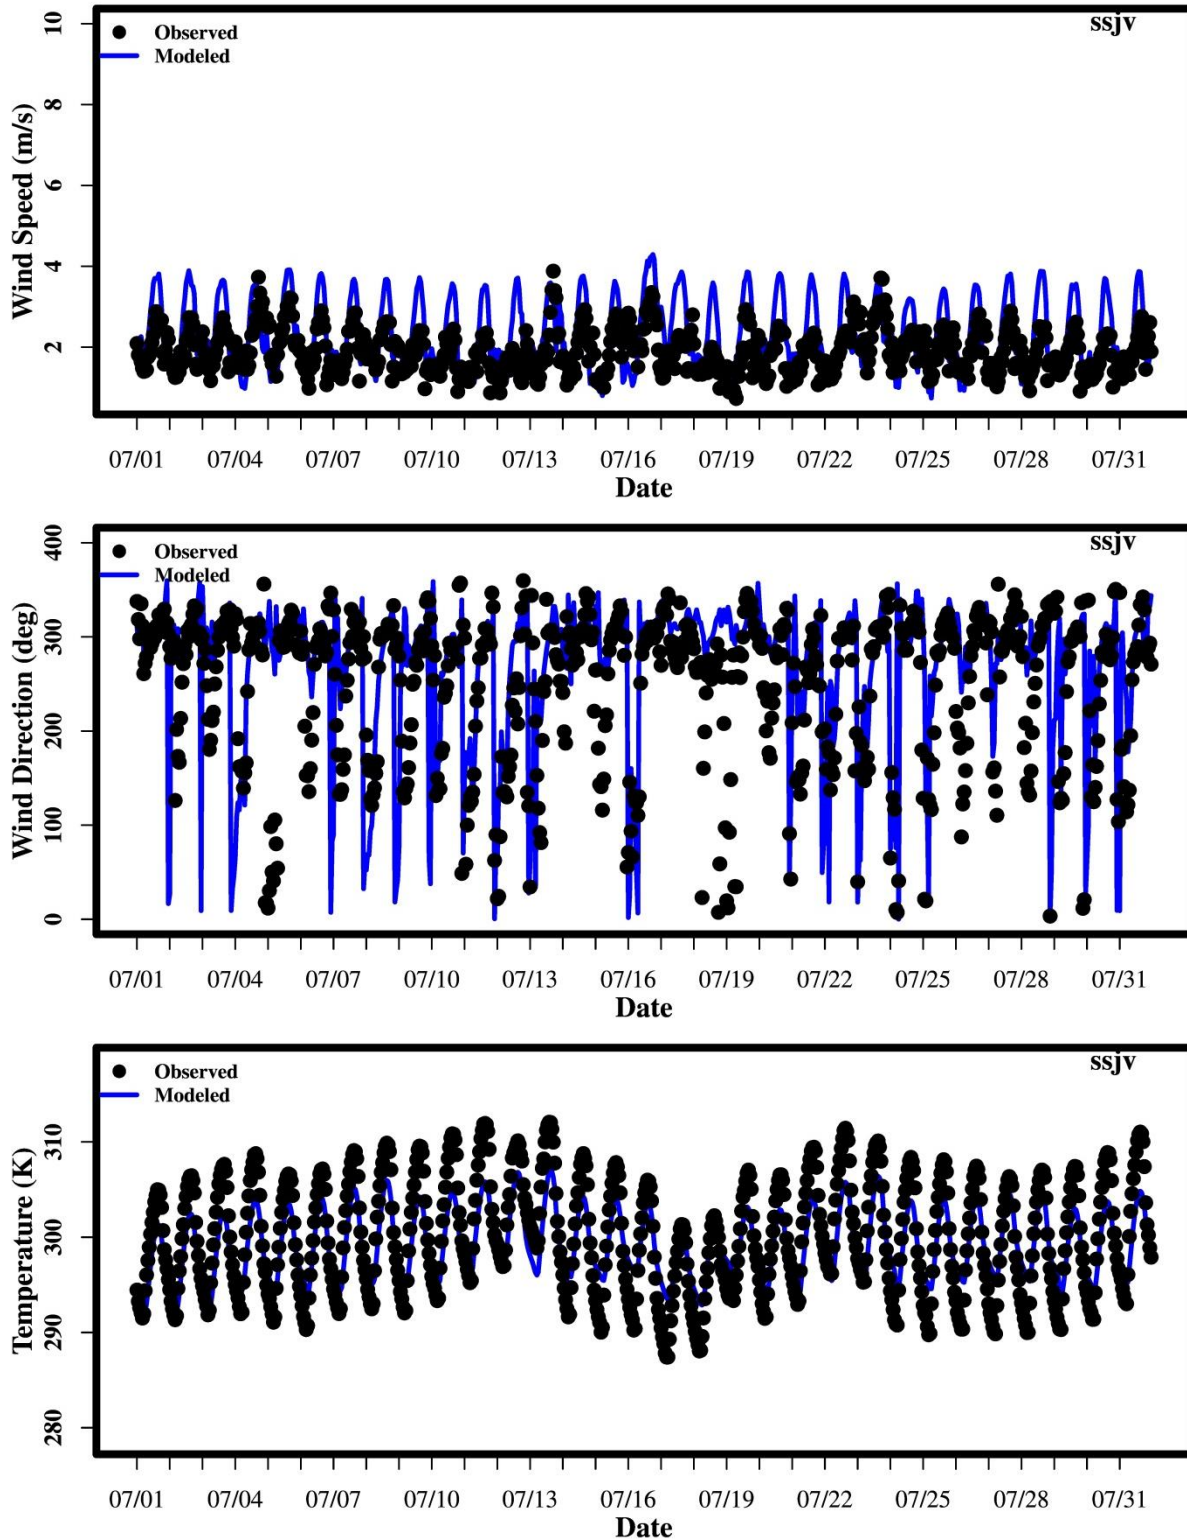 ssjv
Observed
Modeled
Wind Speed (m/s)
10
8
6
4
2
07/01 07/04 07/07 07/10 07/13 07/16 07/19 07/22 07/25 07/28 07/31
Date
ssjv
Observed
Modeled
Wind Direction (deg)
400
300
200
100
0
07/01 07/04 07/07 07/10 07/13 07/16 07/19 07/22 07/25 07/28 07/31
Date
ssjv
Observed
Modeled
Temperature (K)
310
300
290
280
07/01 07/04 07/07 07/10 07/13 07/16 07/19 07/22 07/25 07/28 07/31
Date